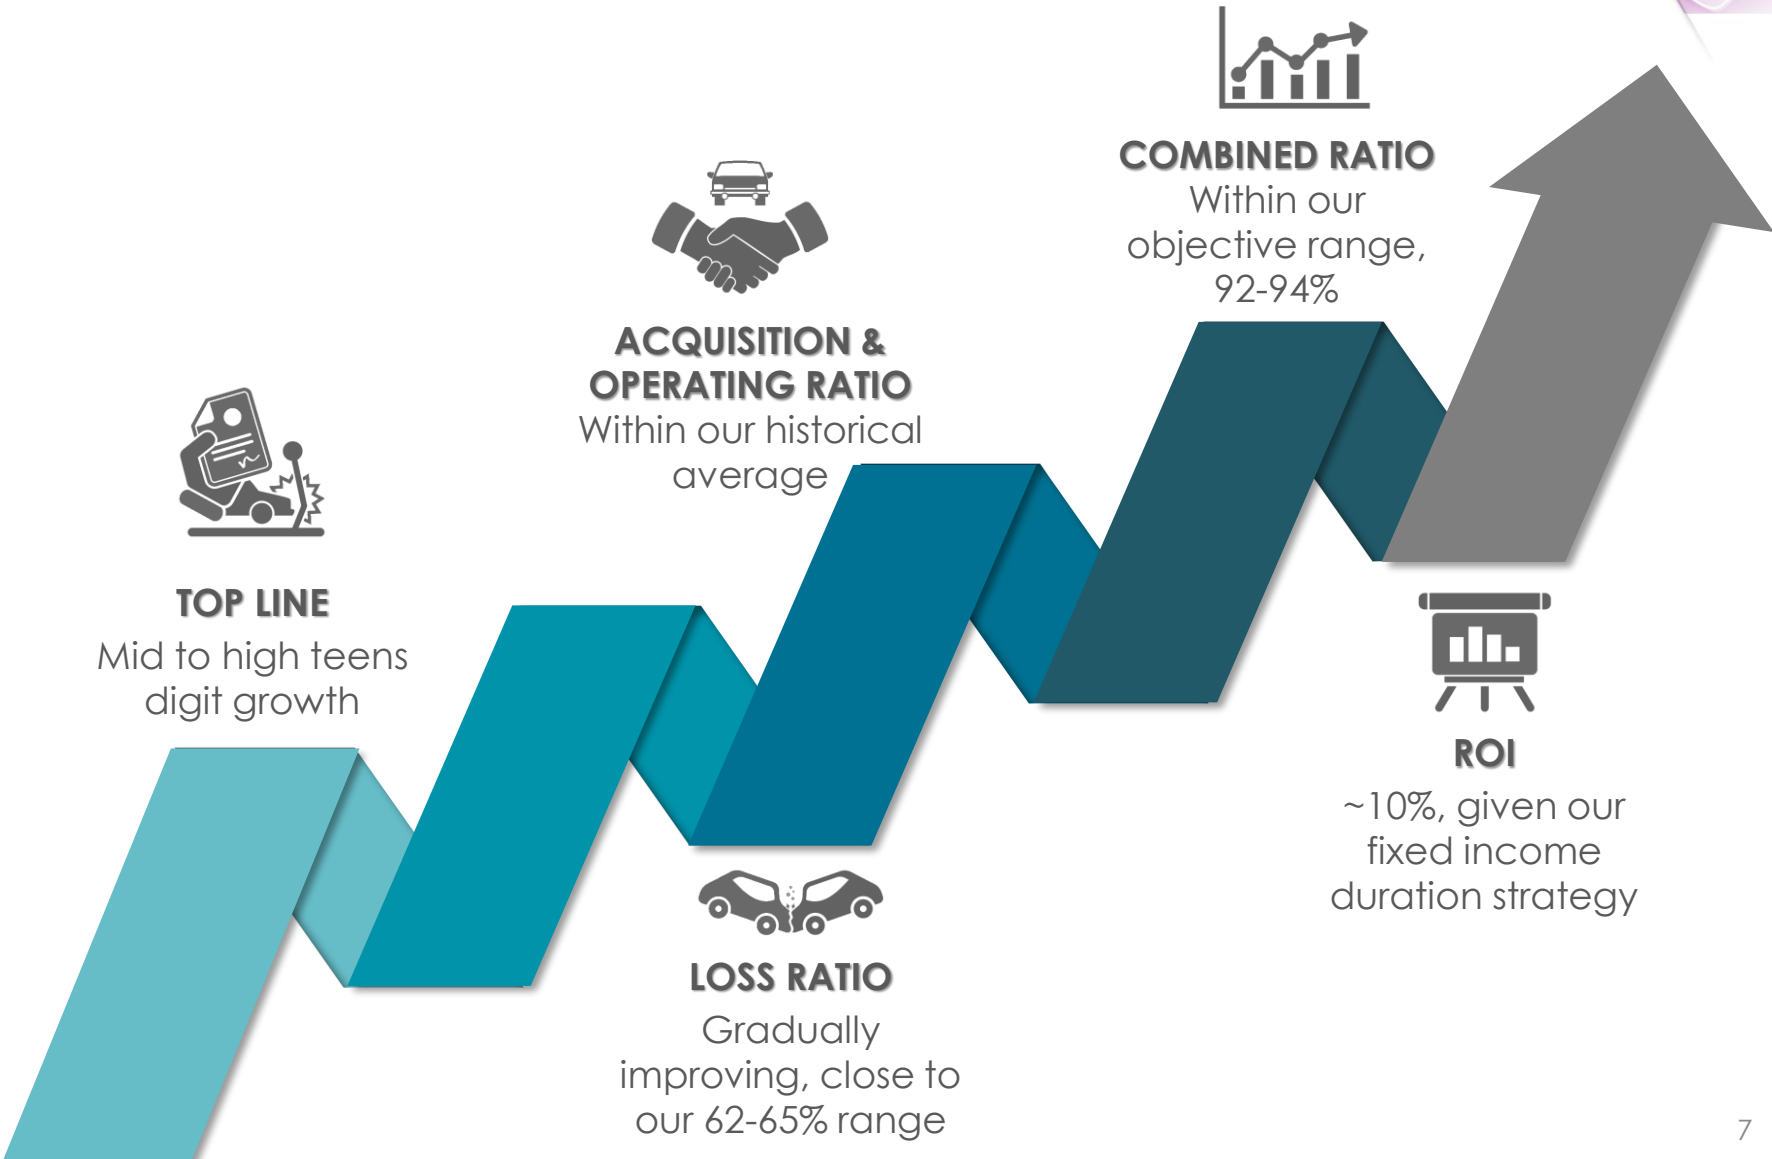 TOP LINE
Mid to high teens
digit growth
ACQUISITION &
OPERATING RATIO
Within our historical
average
COMBINED RATIO
Within our
objective range,
92-94%
LOSS RATIO
Gradually
improving, close to
our 62-65% range
ROI
~10%, given our
fixed income
duration strategy
7